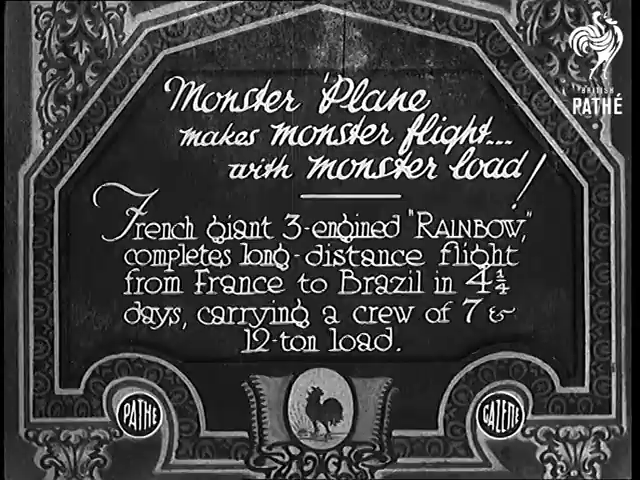 BRITISH
PATHÉ
Monster 'Plane
makes monster flight...
with monster load!
French giant 3-engined "RAINBOW,"
completes long-distance flight
from France to Brazil in 4¼
days, carrying a crew of 7 &
12-ton load.
PATHE
GAZETTE